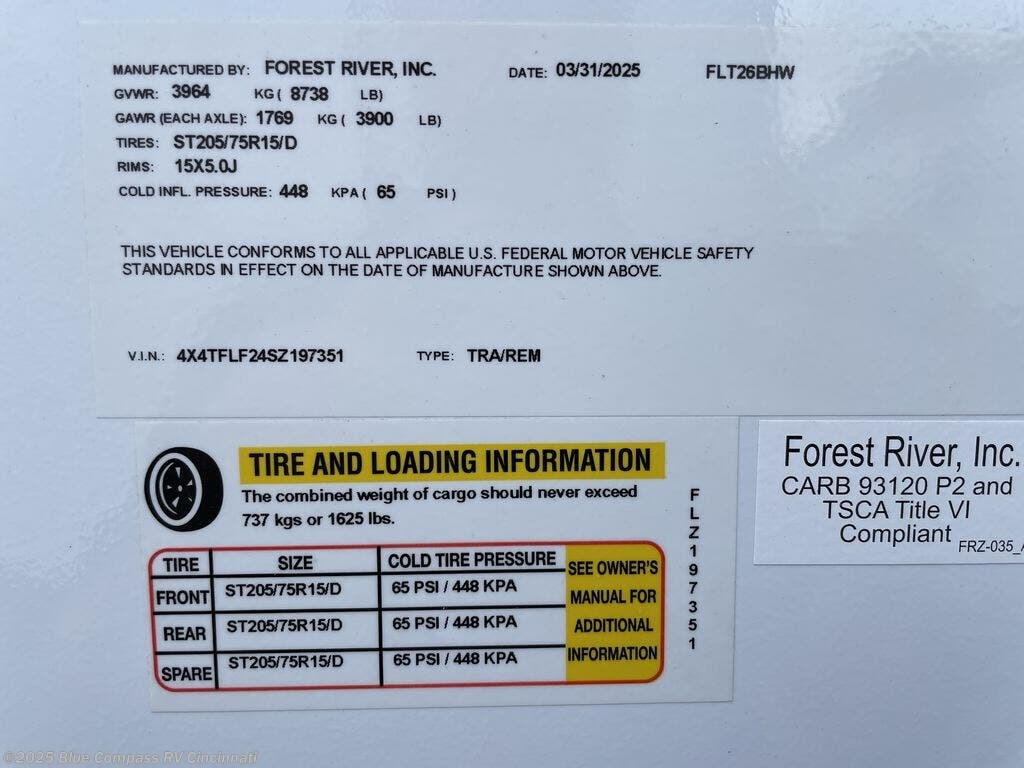 MANUFACTURED BY: FOREST RIVER, INC. DATE: 03/31/2025 FLT26BHW
GVWR: 3964 KG ( 8738 LB)
GAWR (EACH AXLE): 1769 KG ( 3900 LB)
TIRES: ST205/75R15/D
RIMS: 15X5.0J
COLD INFL. PRESSURE: 448 KPA ( 65 PSI )
THIS VEHICLE CONFORMS TO ALL APPLICABLE U.S. FEDERAL MOTOR VEHICLE SAFETY
STANDARDS IN EFFECT ON THE DATE OF MANUFACTURE SHOWN ABOVE.
V.I.N.: 4X4TFLF24SZ197351 TYPE: TRA/REM
TIRE AND LOADING INFORMATION
The combined weight of cargo should never exceed
737 kgs or 1625 lbs.
TIRE SIZE COLD TIRE PRESSURE
FRONT ST205/75R15/D 65 PSI / 448 KPA
REAR ST205/75R15/D 65 PSI / 448 KPA
SPARE ST205/75R15/D 65 PSI / 448 KPA
SEE OWNER'S
MANUAL FOR
ADDITIONAL
INFORMATION
FLZ197351
Forest River, Inc.
CARB 93120 P2 and
TSCA Title VI
Compliant FRZ-035_
©2025 Blue Compass RV Cincinnati